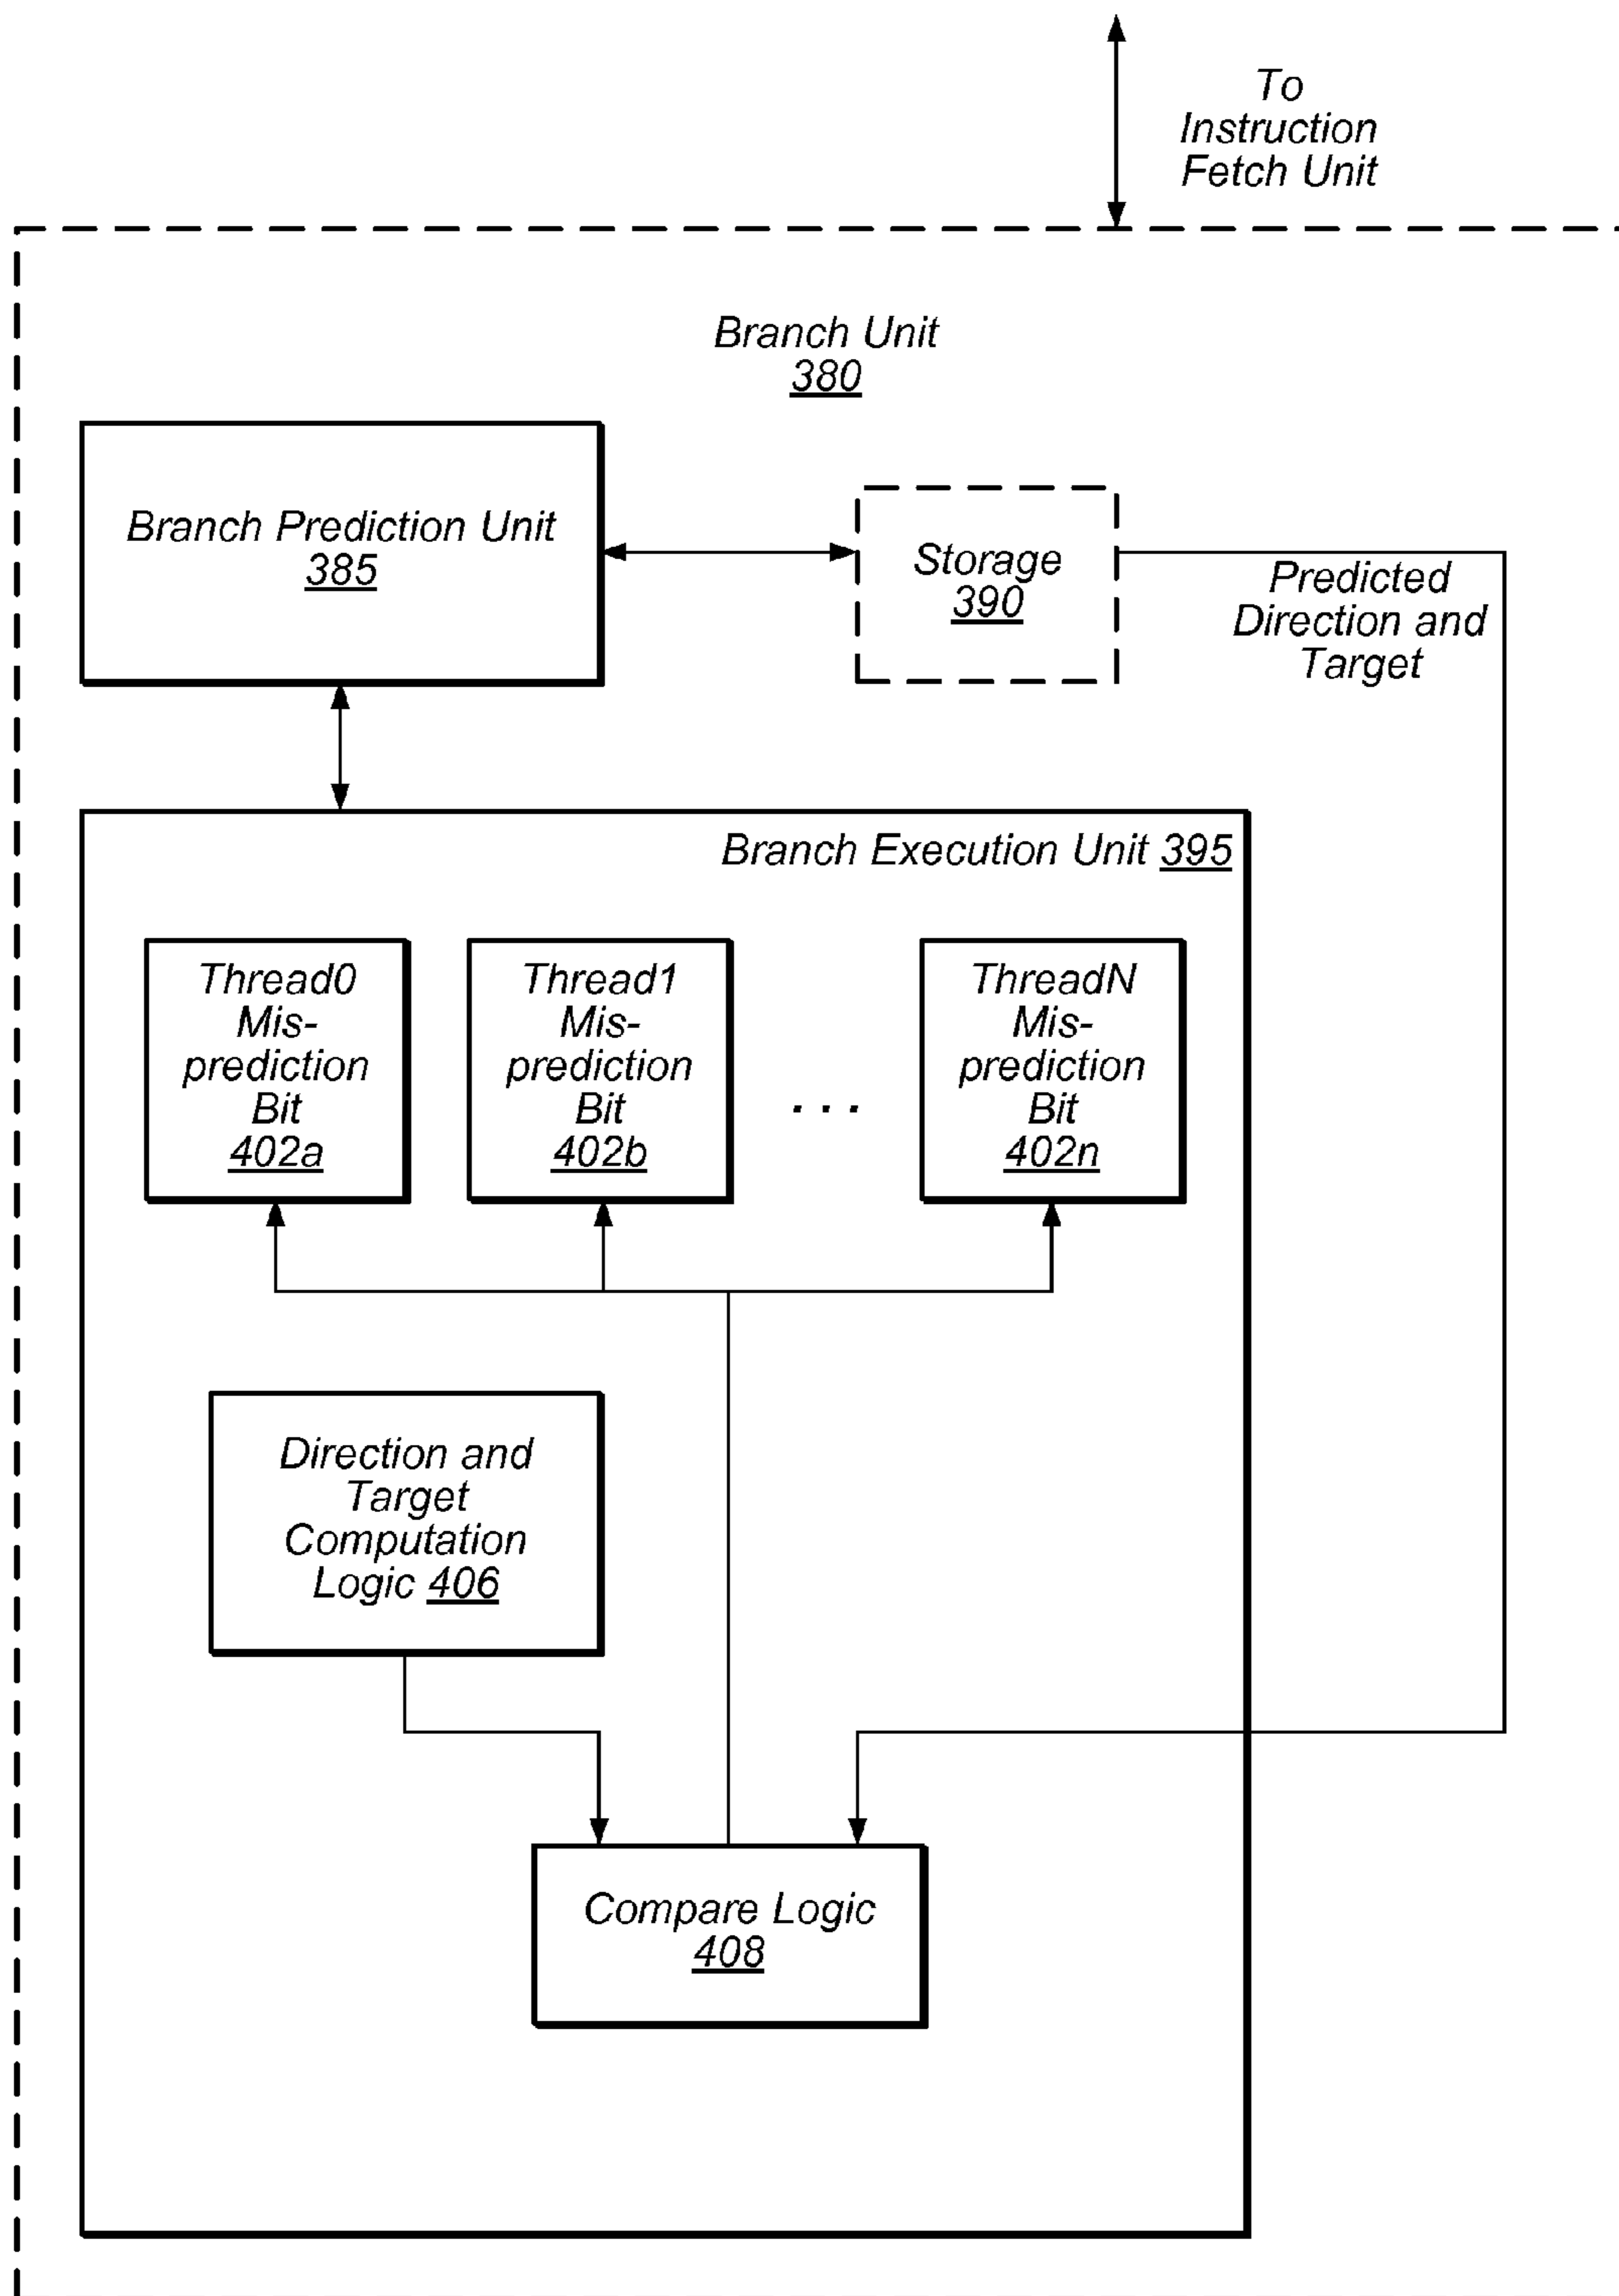 To
Instruction
Fetch Unit
Branch Unit
380
Branch Prediction Unit
385
Storage
390
Predicted
Direction and
Target
Branch Execution Unit 395
Thread0
Mis-
prediction
Bit
402a
Thread1
Mis-
prediction
Bit
402b
. . .
ThreadN
Mis-
prediction
Bit
402n
Direction and
Target
Computation
Logic 406
Compare Logic
408